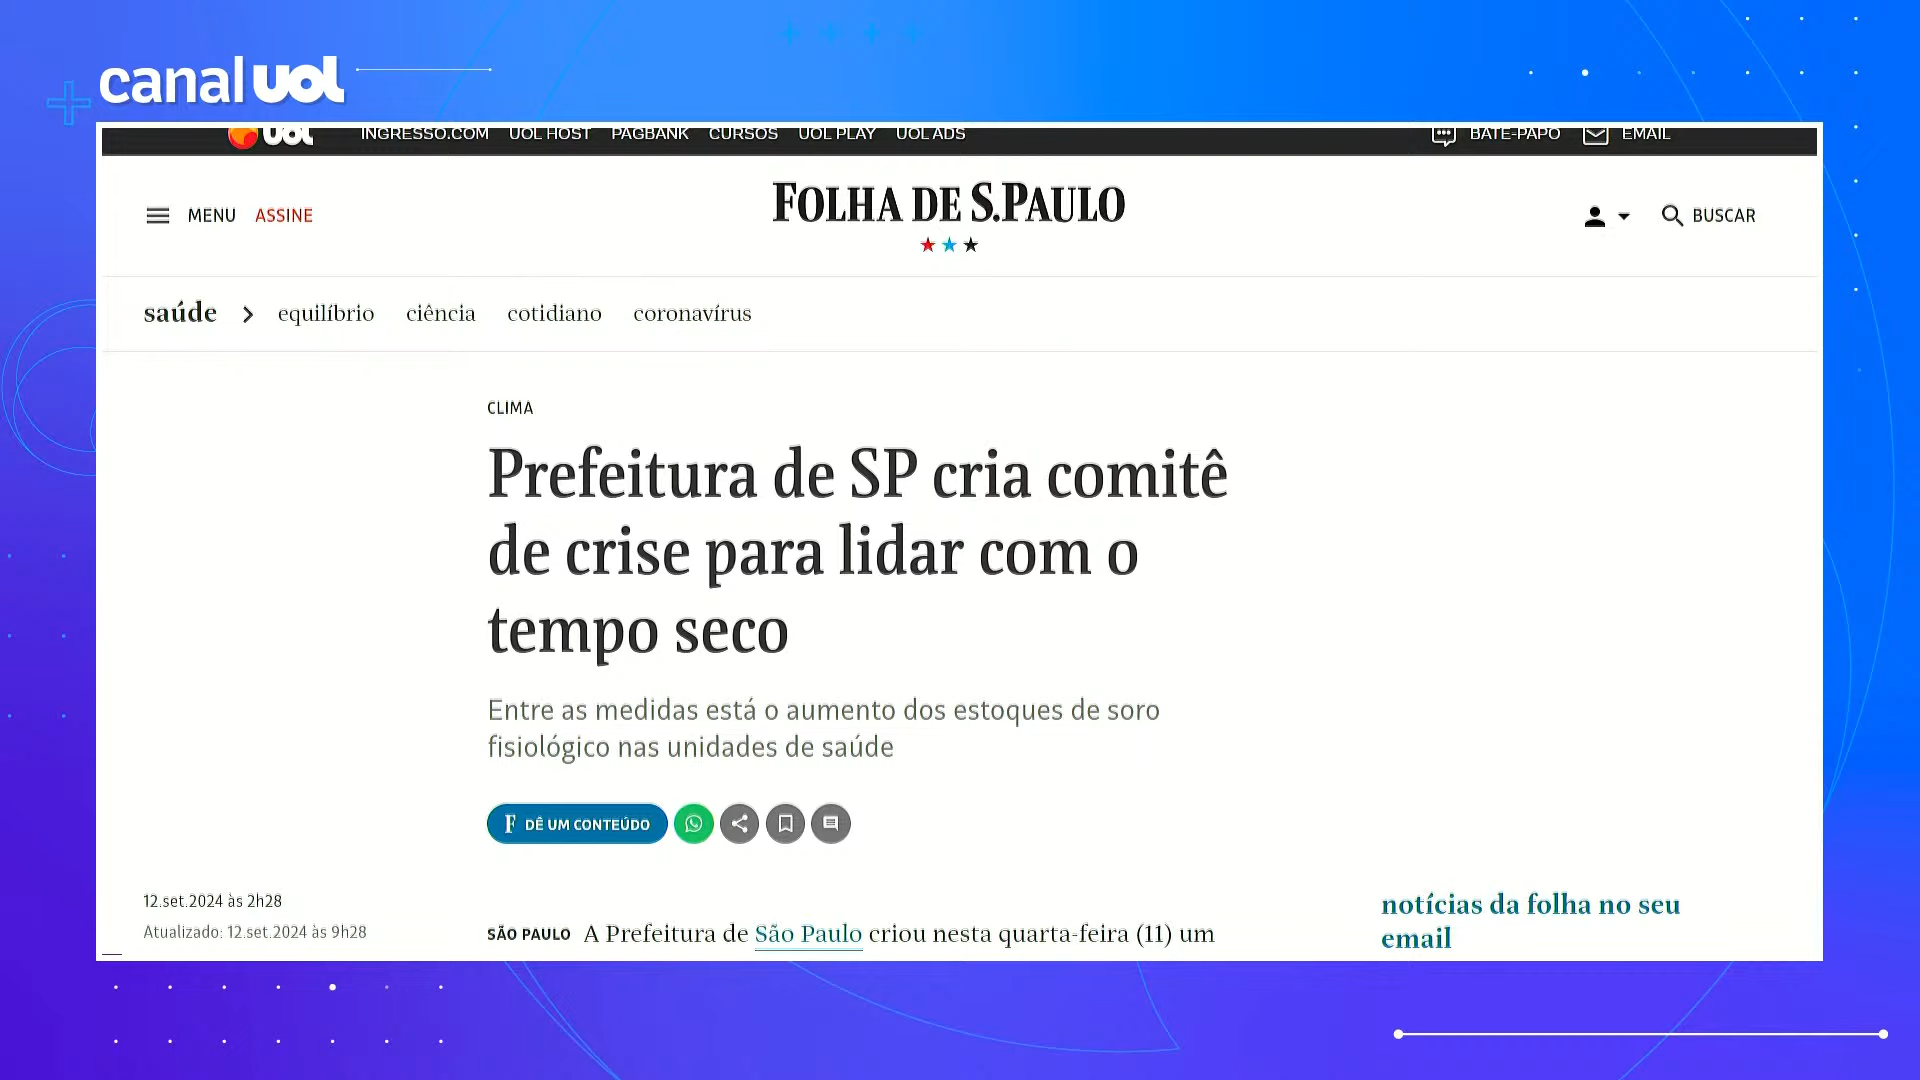 canal uol
uol INGRESSO.COM UOL HOST PAGBANK CURSOS UOL PLAY UOL ADS BATE-PAPO EMAIL
MENU ASSINE FOLHA DE S.PAULO BUSCAR
saúde equilíbrio ciência cotidiano coronavírus
CLIMA
Prefeitura de SP cria comitê
de crise para lidar com o
tempo seco
Entre as medidas está o aumento dos estoques de soro
fisiológico nas unidades de saúde
F DÊ UM CONTEÚDO
12.set.2024 às 2h28
Atualizado: 12.set.2024 às 9h28
SÃO PAULO A Prefeitura de São Paulo criou nesta quarta-feira (11) um
notícias da folha no seu
email